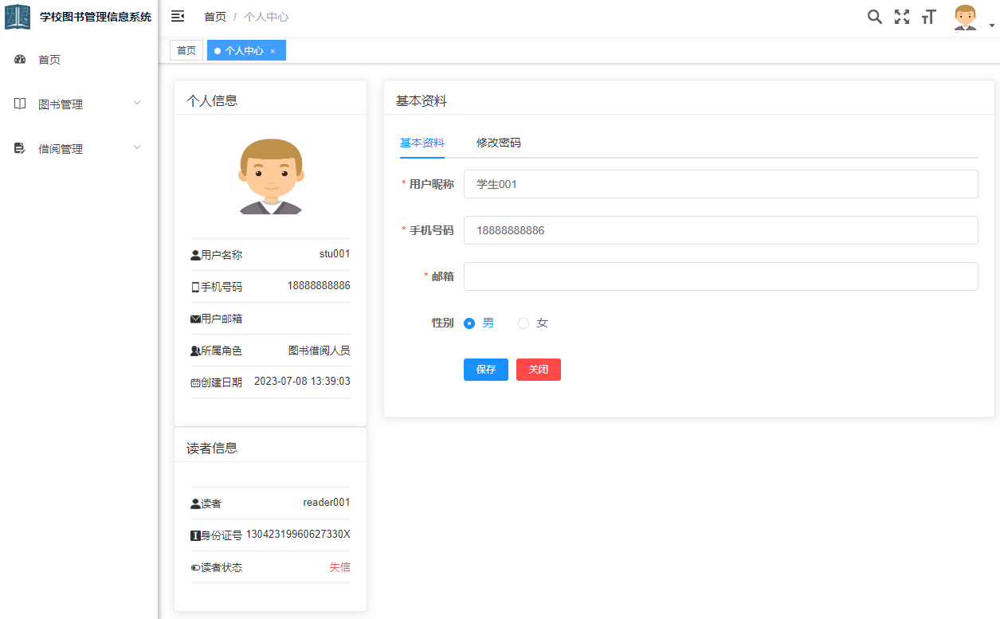 学校图书管理信息系统
首页 / 个人中心
首页
图书管理
借阅管理
首页
个人中心 ×
个人信息
用户名称 stu001
手机号码 18888888886
用户邮箱
所属角色 图书借阅人员
创建日期 2023-07-08 13:39:03
读者信息
读者 reader001
身份证号 13042319960627330X
读者状态 失信
基本资料
基本资料 修改密码
* 用户昵称 学生001
* 手机号码 18888888886
* 邮箱
性别 男 女
保存 关闭